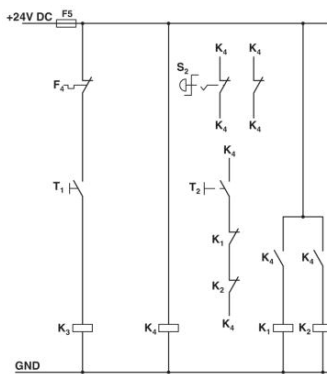 +24V DC F5
K4 K4
S2
F4
K4 K4
K4
T1 T2
K1
K4 K4
K2
K4
K3 K4 K1 K2
GND